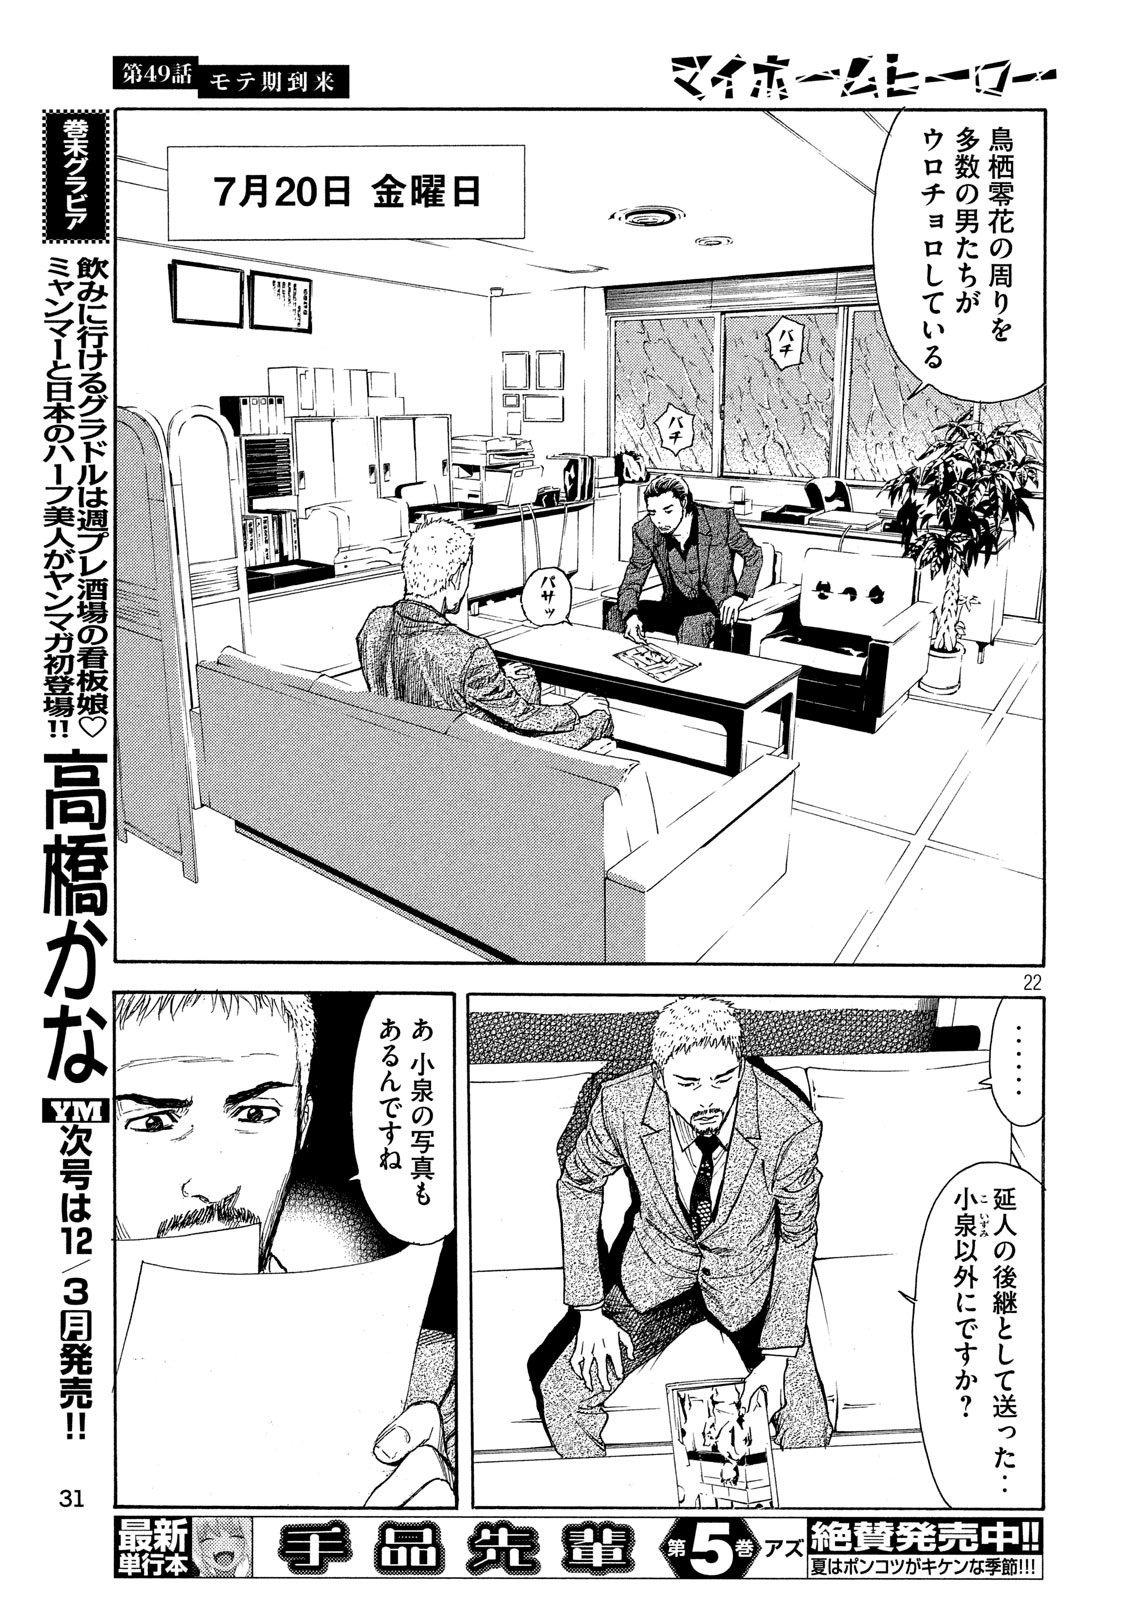 第49話
モテ期到来
マイホームヒーロー
7月20日 金曜日
鳥栖零花の周りを
多数の男たちが
ウロチョロしている
バチ
バチ
パサッ
22
‥‥‥
延人の後継として送った‥
小泉以外にですか?
こいずみ
あ 小泉の写真も
あるんですね
巻末グラビア
飲みに行けるグラドルは週プレ酒場の看板娘♡
ミャンマーと日本のハーフ美人がヤンマガ初登場!!
高橋かな
YM次号は12/3月発売!!
31
最新
単行本
手品先輩
第5巻
アズ
絶賛発売中!!
夏はポンコツがキケンな季節!!!